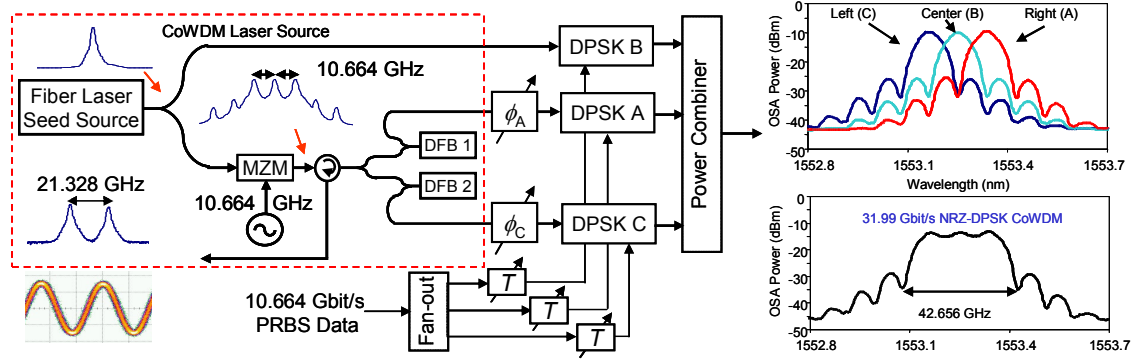 CoWDM Laser Source
10.664 GHz
Fiber Laser
Seed Source
MZM
DFB 1
DFB 2
21.328 GHz
10.664 GHz
ϕA
ϕC
DPSK B
DPSK A
DPSK C
Power Combiner
10.664 Gbit/s
PRBS Data
Fan-out
T
T
T
Left (C)
Center (B)
Right (A)
OSA Power (dBm)
0
-10
-20
-30
-40
-50
1552.8
1553.1
1553.4
1553.7
Wavelength (nm)
31.99 Gbit/s NRZ-DPSK CoWDM
OSA Power (dBm)
0
-10
-20
-30
-40
-50
42.656 GHz
1552.8
1553.1
1553.4
1553.7